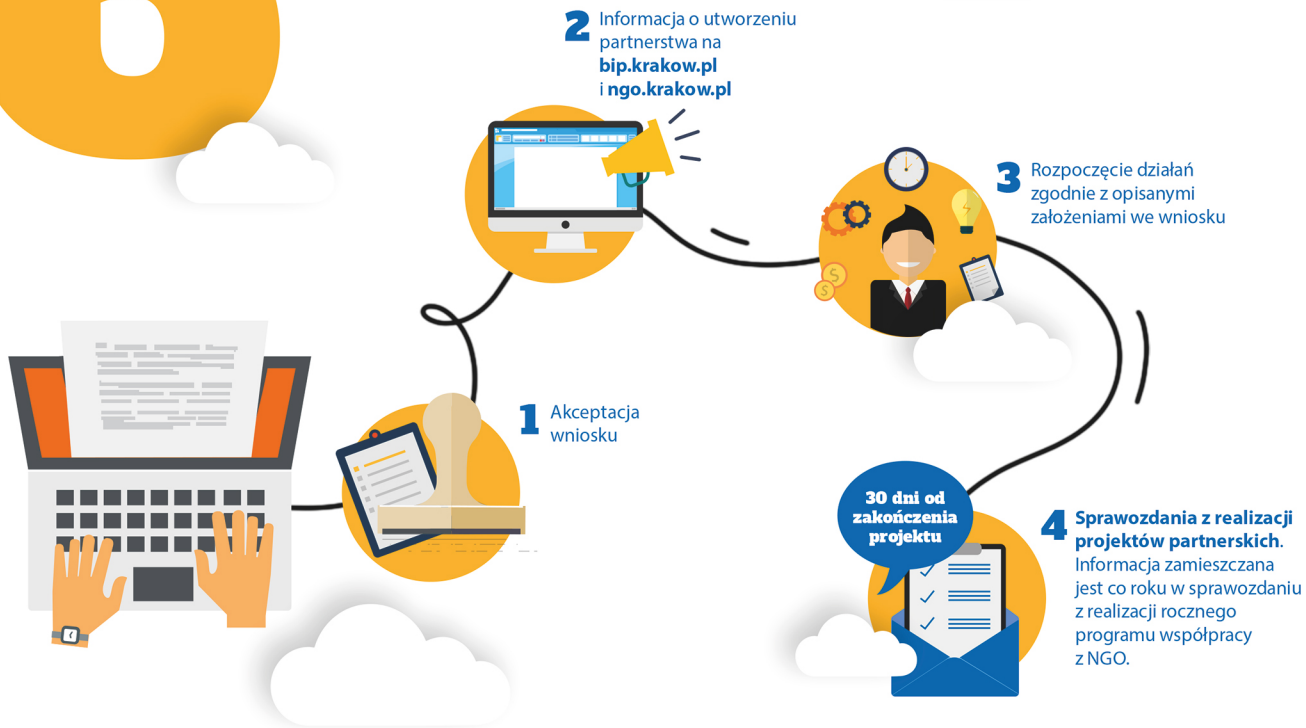 1 Akceptacja
wniosku
2 Informacja o utworzeniu
partnerstwa na
bip.krakow.pl
i ngo.krakow.pl
3 Rozpoczęcie działań
zgodnie z opisanymi
założeniami we wniosku
30 dni od
zakończenia
projektu
4 Sprawozdania z realizacji
projektów partnerskich.
Informacja zamieszczana
jest co roku w sprawozdaniu
z realizacji rocznego
programu współpracy
z NGO.